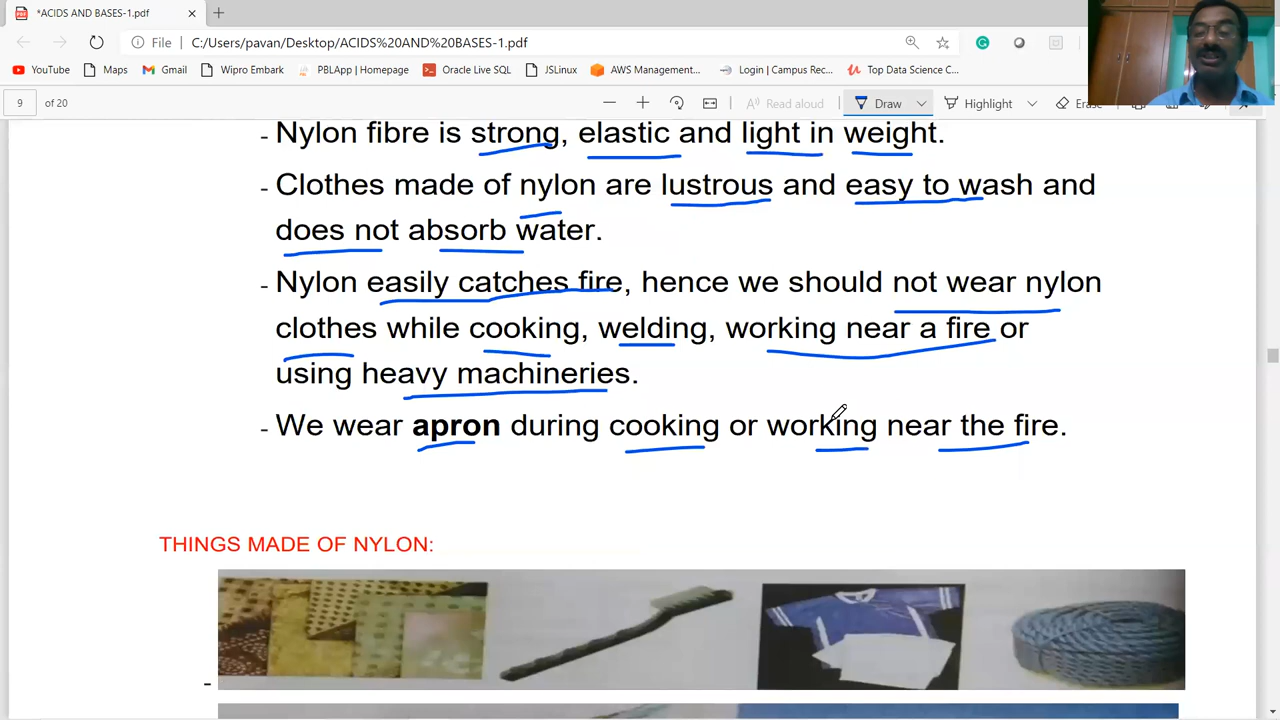 *ACIDS AND BASES-1.pdf
File C:/Users/pavan/Desktop/ACIDS%20AND%20BASES-1.pdf
YouTube Maps Gmail Wipro Embark PBLApp | Homepage Oracle Live SQL JSLinux AWS Management... Login | Campus Rec... Top Data Science C...
9 of 20 Read aloud Draw Highlight Erase
- Nylon fibre is strong, elastic and light in weight.
- Clothes made of nylon are lustrous and easy to wash and
does not absorb water.
- Nylon easily catches fire, hence we should not wear nylon
clothes while cooking, welding, working near a fire or
using heavy machineries.
- We wear apron during cooking or working near the fire.
THINGS MADE OF NYLON:
-